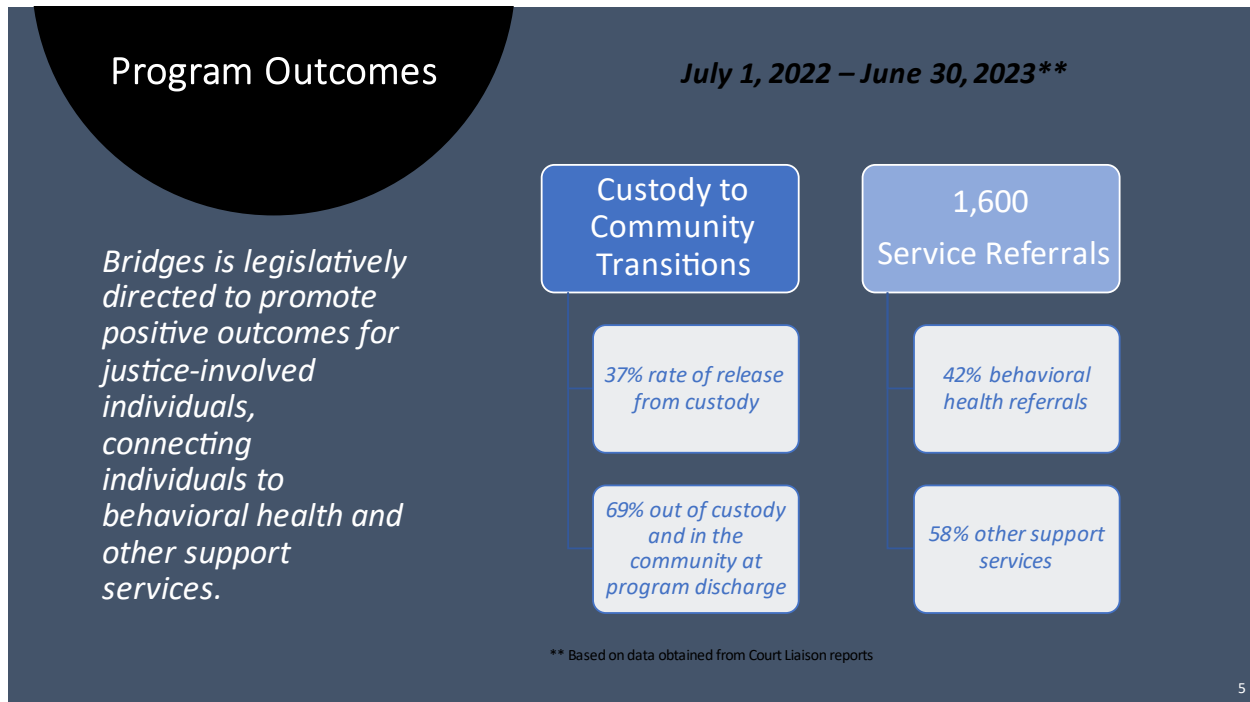 Program Outcomes
July 1, 2022 – June 30, 2023**
Bridges is legislatively
directed to promote
positive outcomes for
justice-involved
individuals,
connecting
individuals to
behavioral health and
other support
services.
Custody to
Community
Transitions
37% rate of release
from custody
69% out of custody
and in the
community at
program discharge
1,600
Service Referrals
42% behavioral
health referrals
58% other support
services
** Based on data obtained from Court Liaison reports
5